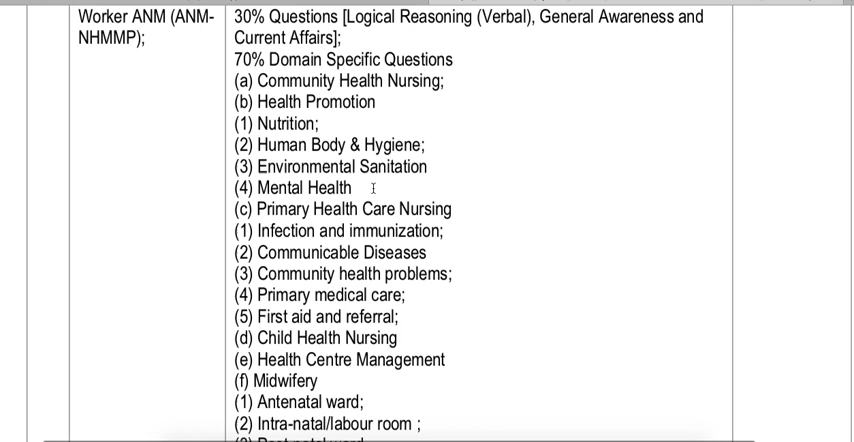 Worker ANM (ANM-
NHMMP);
30% Questions [Logical Reasoning (Verbal), General Awareness and
Current Affairs];
70% Domain Specific Questions
(a) Community Health Nursing;
(b) Health Promotion
(1) Nutrition;
(2) Human Body & Hygiene;
(3) Environmental Sanitation
(4) Mental Health
(c) Primary Health Care Nursing
(1) Infection and immunization;
(2) Communicable Diseases
(3) Community health problems;
(4) Primary medical care;
(5) First aid and referral;
(d) Child Health Nursing
(e) Health Centre Management
(f) Midwifery
(1) Antenatal ward;
(2) Intra-natal/labour room ;